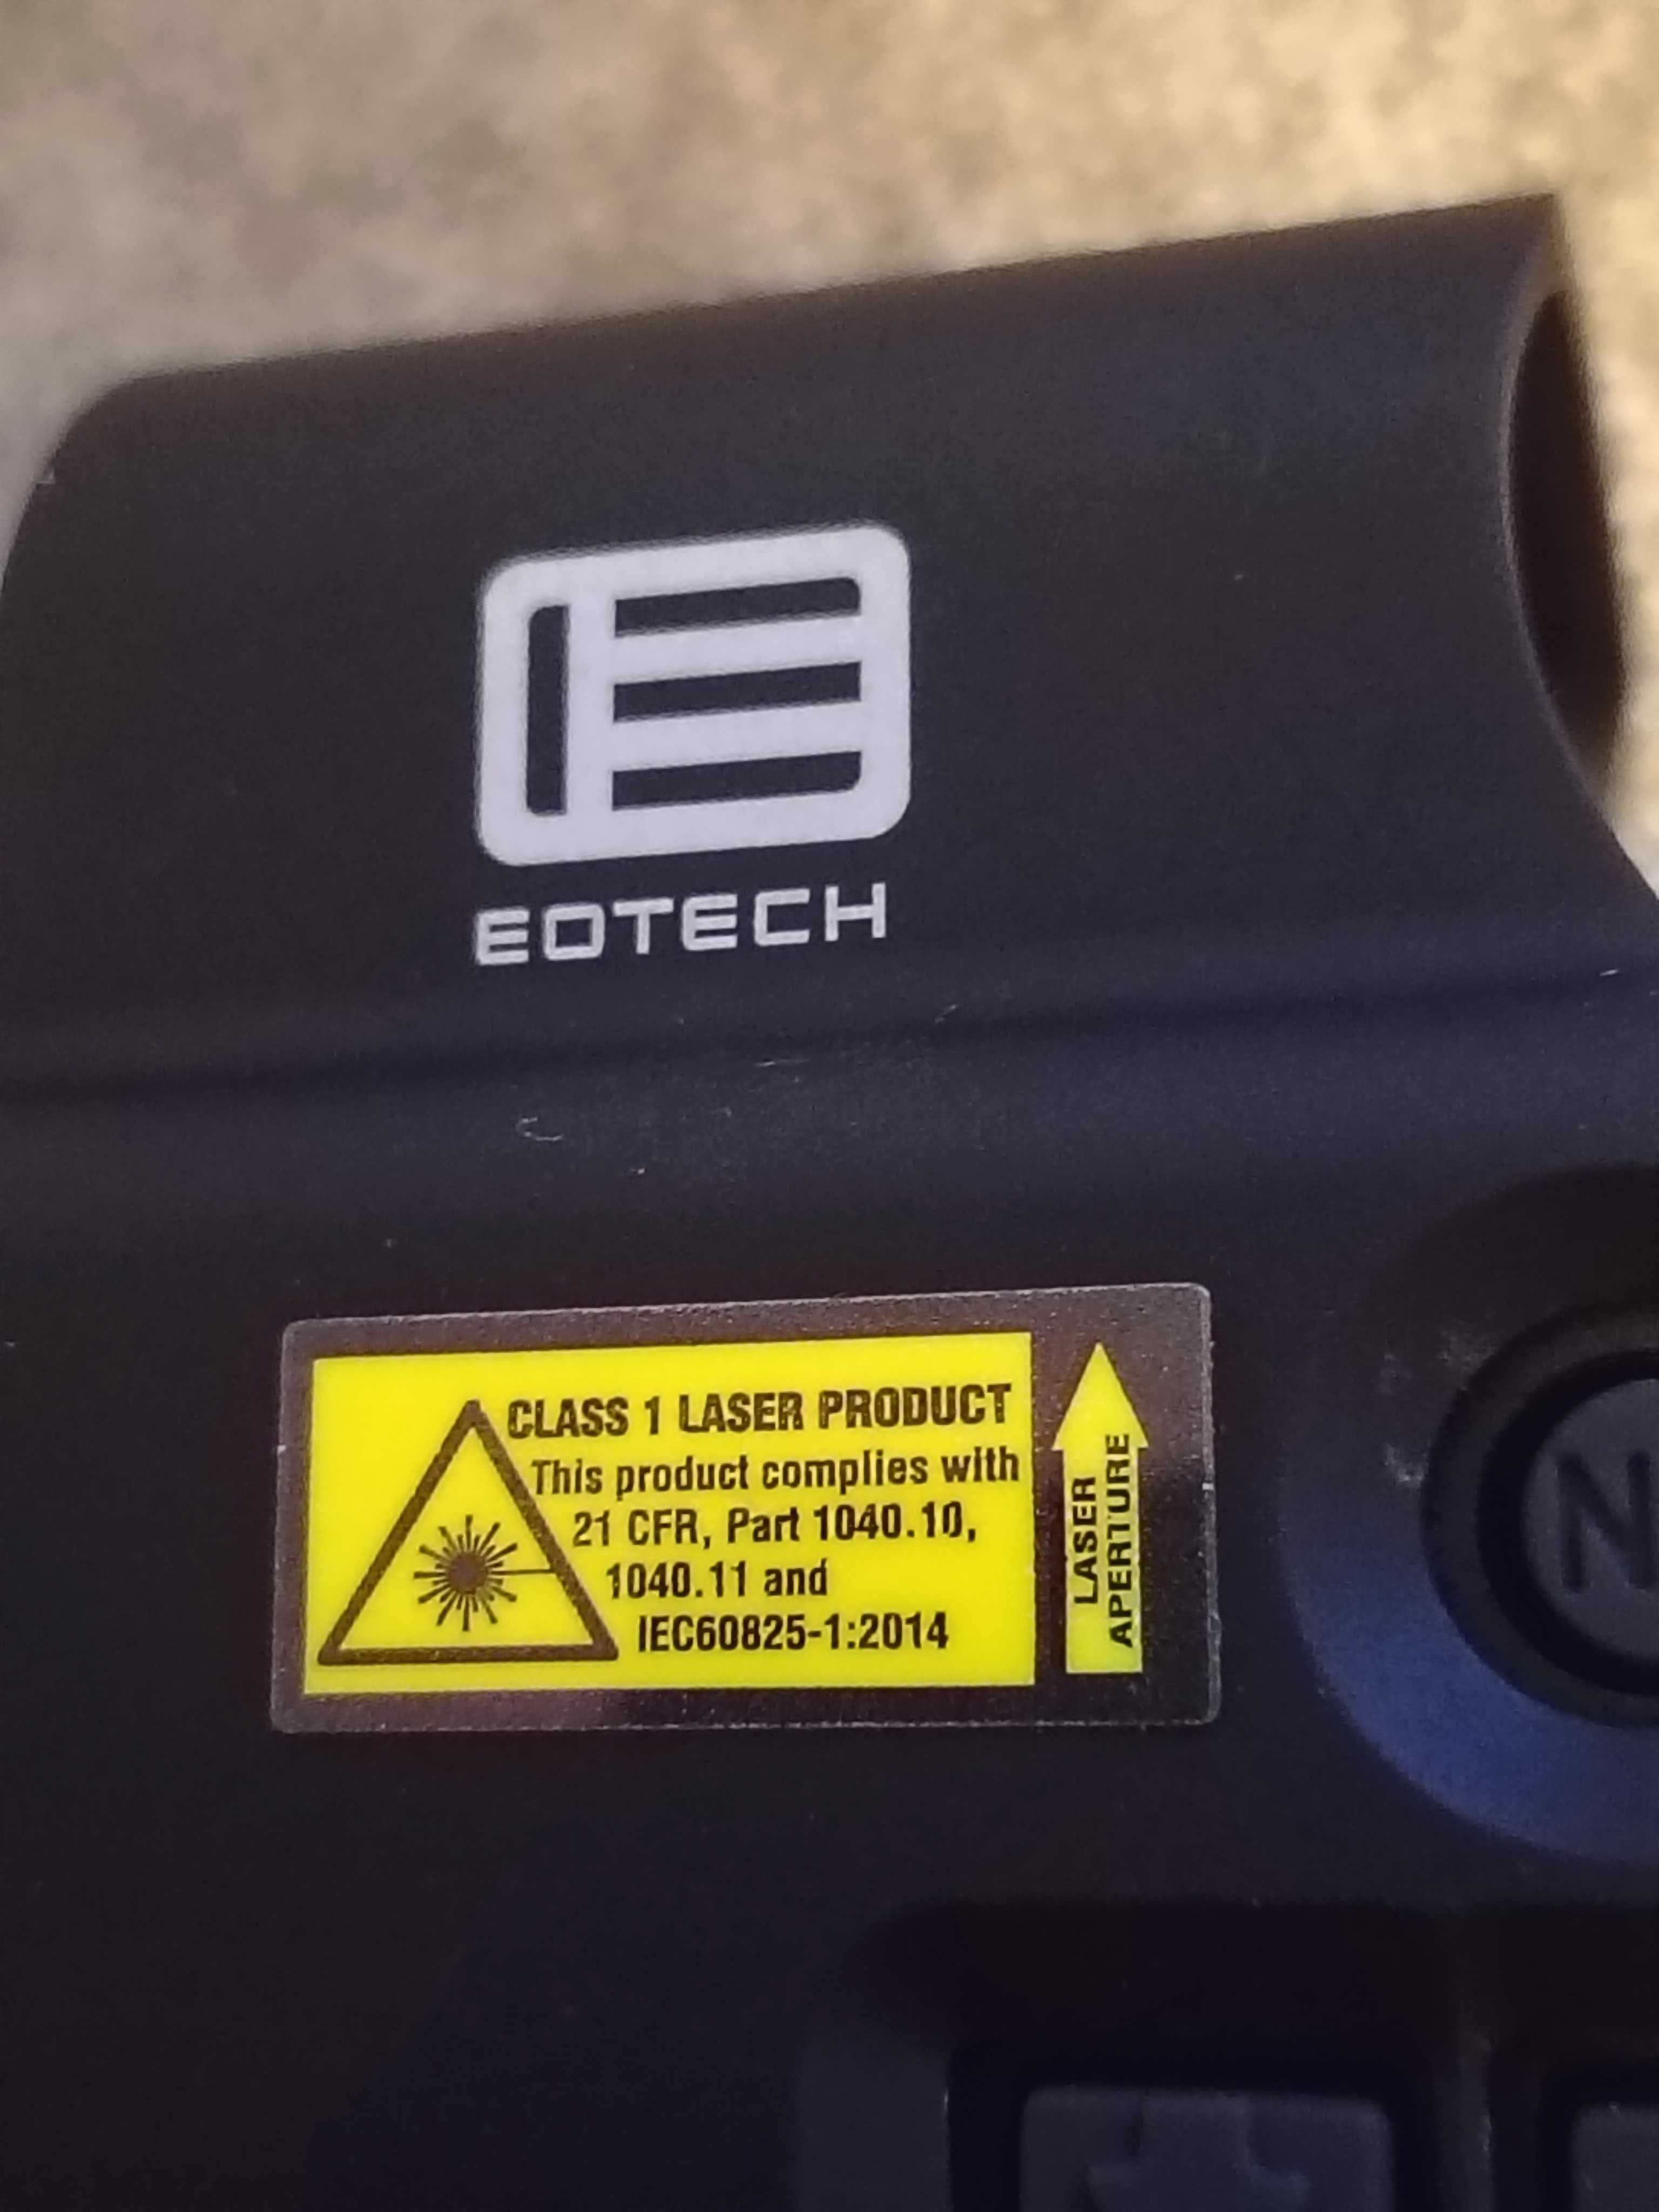 EOTECH
CLASS 1 LASER PRODUCT
This product complies with
21 CFR, Part 1040.10,
1040.11 and
IEC60825-1:2014
LASER
APERTURE
N